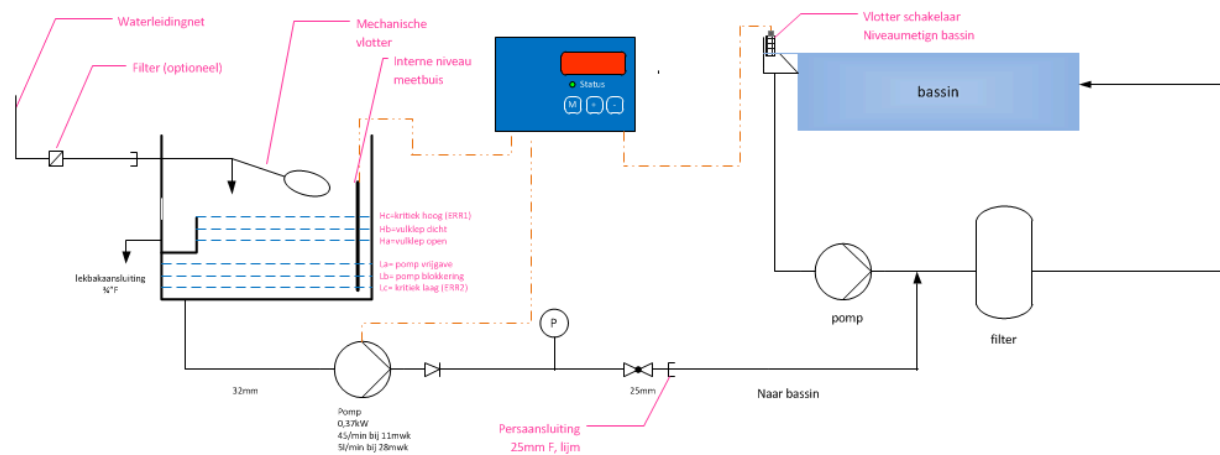 Waterleidingnet
Filter (optioneel)
Mechanische
vlotter
Interne niveau
meetbuis
Status
M
+
-
Vlotter schakelaar
Niveaumetign bassin
bassin
Hc=kritiek hoog (ERR1)
Hb=vulklep dicht
Ha=vulklep open
La= pomp vrijgave
Lb= pomp blokkering
Lc= kritiek laag (ERR2)
lekbakaansluiting
¾"F
P
pomp
filter
32mm
25mm
Naar bassin
Pomp
0,37kW
45/min bij 11mwk
5l/min bij 28mwk
Persaansluiting
25mm F, lijm